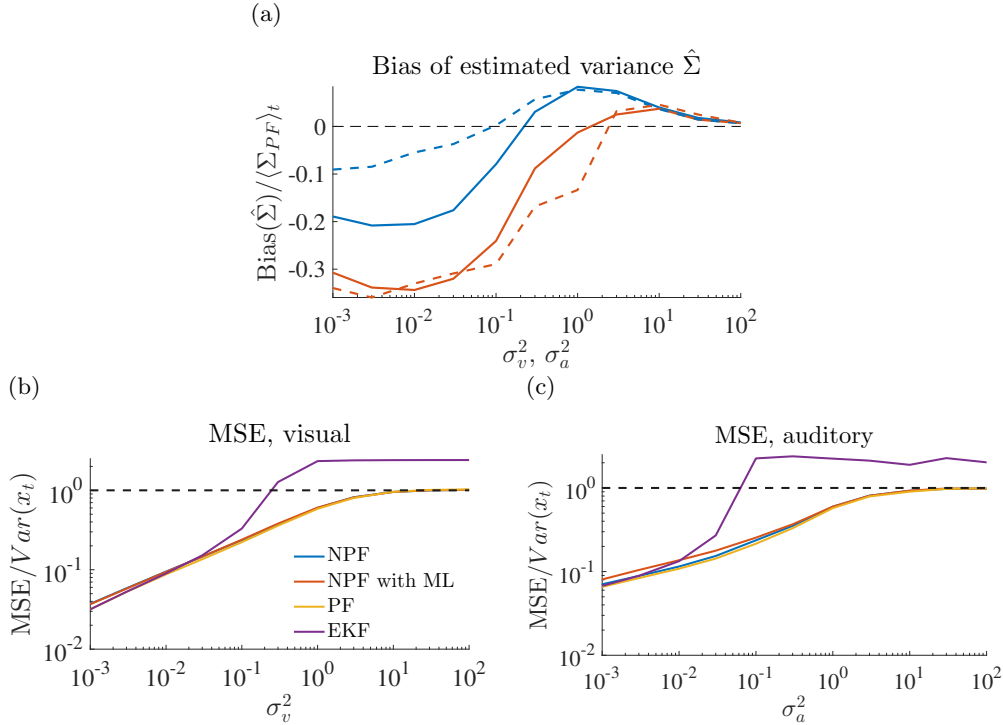 (a)
Bias of estimated variance Σ̂
Bias(Σ̂)/⟨Σ_PF⟩_t
0
-0.1
-0.2
-0.3
10^-3 10^-2 10^-1 10^0 10^1 10^2
σ_v^2, σ_a^2
(b)
MSE, visual
MSE/Var(x_t)
10^0
10^-1
10^-2
NPF
NPF with ML
PF
EKF
10^-3 10^-2 10^-1 10^0 10^1 10^2
σ_v^2
(c)
MSE, auditory
MSE/Var(x_t)
10^0
10^-1
10^-2
10^-3 10^-2 10^-1 10^0 10^1 10^2
σ_a^2